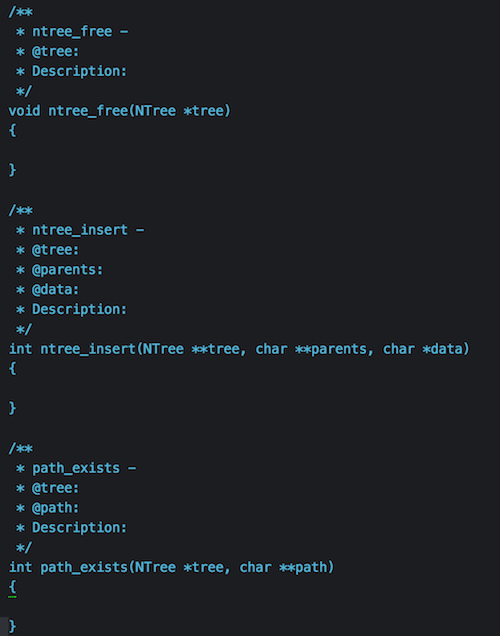 /**
 * ntree_free -
 * @tree:
 * Description:
 */
void ntree_free(NTree *tree)
{

}

/**
 * ntree_insert -
 * @tree:
 * @parents:
 * @data:
 * Description:
 */
int ntree_insert(NTree **tree, char **parents, char *data)
{

}

/**
 * path_exists -
 * @tree:
 * @path:
 * Description:
 */
int path_exists(NTree *tree, char **path)
{

}